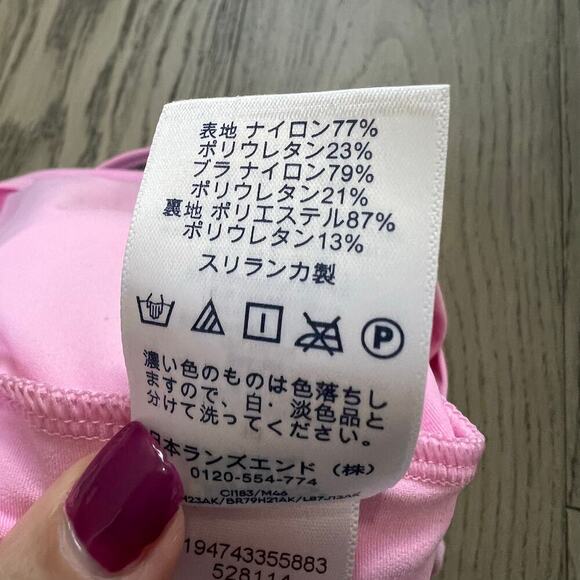 表地 ナイロン77%
ポリウレタン23%
ブラ ナイロン79%
ポリウレタン21%
裏地 ポリエステル87%
ポリウレタン13%
スリランカ製
P
濃い色のものは色落ちし
ますので、白・淡色品と
分けて洗ってください。
日本ランズエンド（株）
0120-554-774
CI183/M46
194743355883
528114